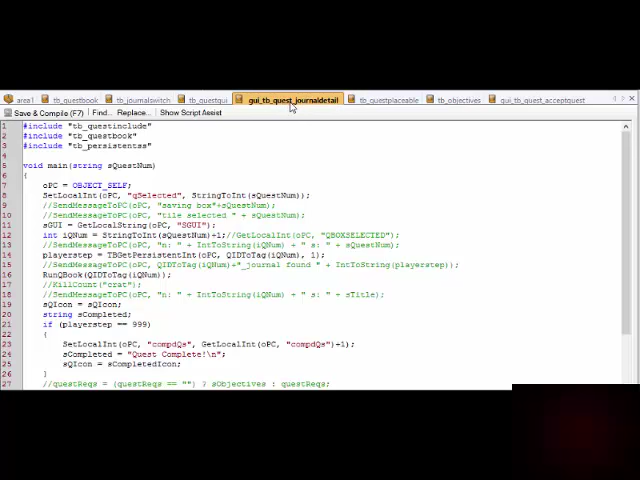 area1 tb_questbook tb_journalswitch tb_questgui gui_tb_quest_journaldetail tb_questplaceable tb_objectives gui_tb_quest_acceptquest
Save & Compile (F7) Find... Replace... Show Script Assist
1 #include "tb_questinclude"
2 #include "tb_questbook"
3 #include "tb_persistentss"
4
5 void main(string sQuestNum)
6 {
7 oPC = OBJECT_SELF;
8 SetLocalInt(oPC, "qSelected", StringToInt(sQuestNum));
9 //SendMessageToPC(oPC, "saving box"+sQuestNum);
10 //SendMessageToPC(oPC, "tile selected " + sQuestNum);
11 sGUI = GetLocalString(oPC, "SGUI");
12 int iQNum = StringToInt(sQuestNum)+1;//GetLocalInt(oPC, "QBOXSELECTED");
13 //SendMessageToPC(oPC, "n: " + IntToString(iQNum) + " s: " + sQuestNum);
14 playerstep = TBGetPersistentInt(oPC, QIDToTag(iQNum), 1);
15 //SendMessageToPC(oPC, QIDToTag(iQNum)+"_journal found " + IntToString(playerstep));
16 RunQBook(QIDToTag(iQNum));
17 //KillCount("crat");
18 //SendMessageToPC(oPC, "n: " + IntToString(iQNum) + " s: " + sTitle);
19 sQIcon = sQIcon;
20 string sCompleted;
21 if (playerstep == 999)
22 {
23 SetLocalInt(oPC, "compdQs", GetLocalInt(oPC, "compdQs")+1);
24 sCompleted = "Quest Complete!\n";
25 sQIcon = sCompletedIcon;
26 }
27 //questReqs = (questReqs == "") ? sObjectives : questReqs;